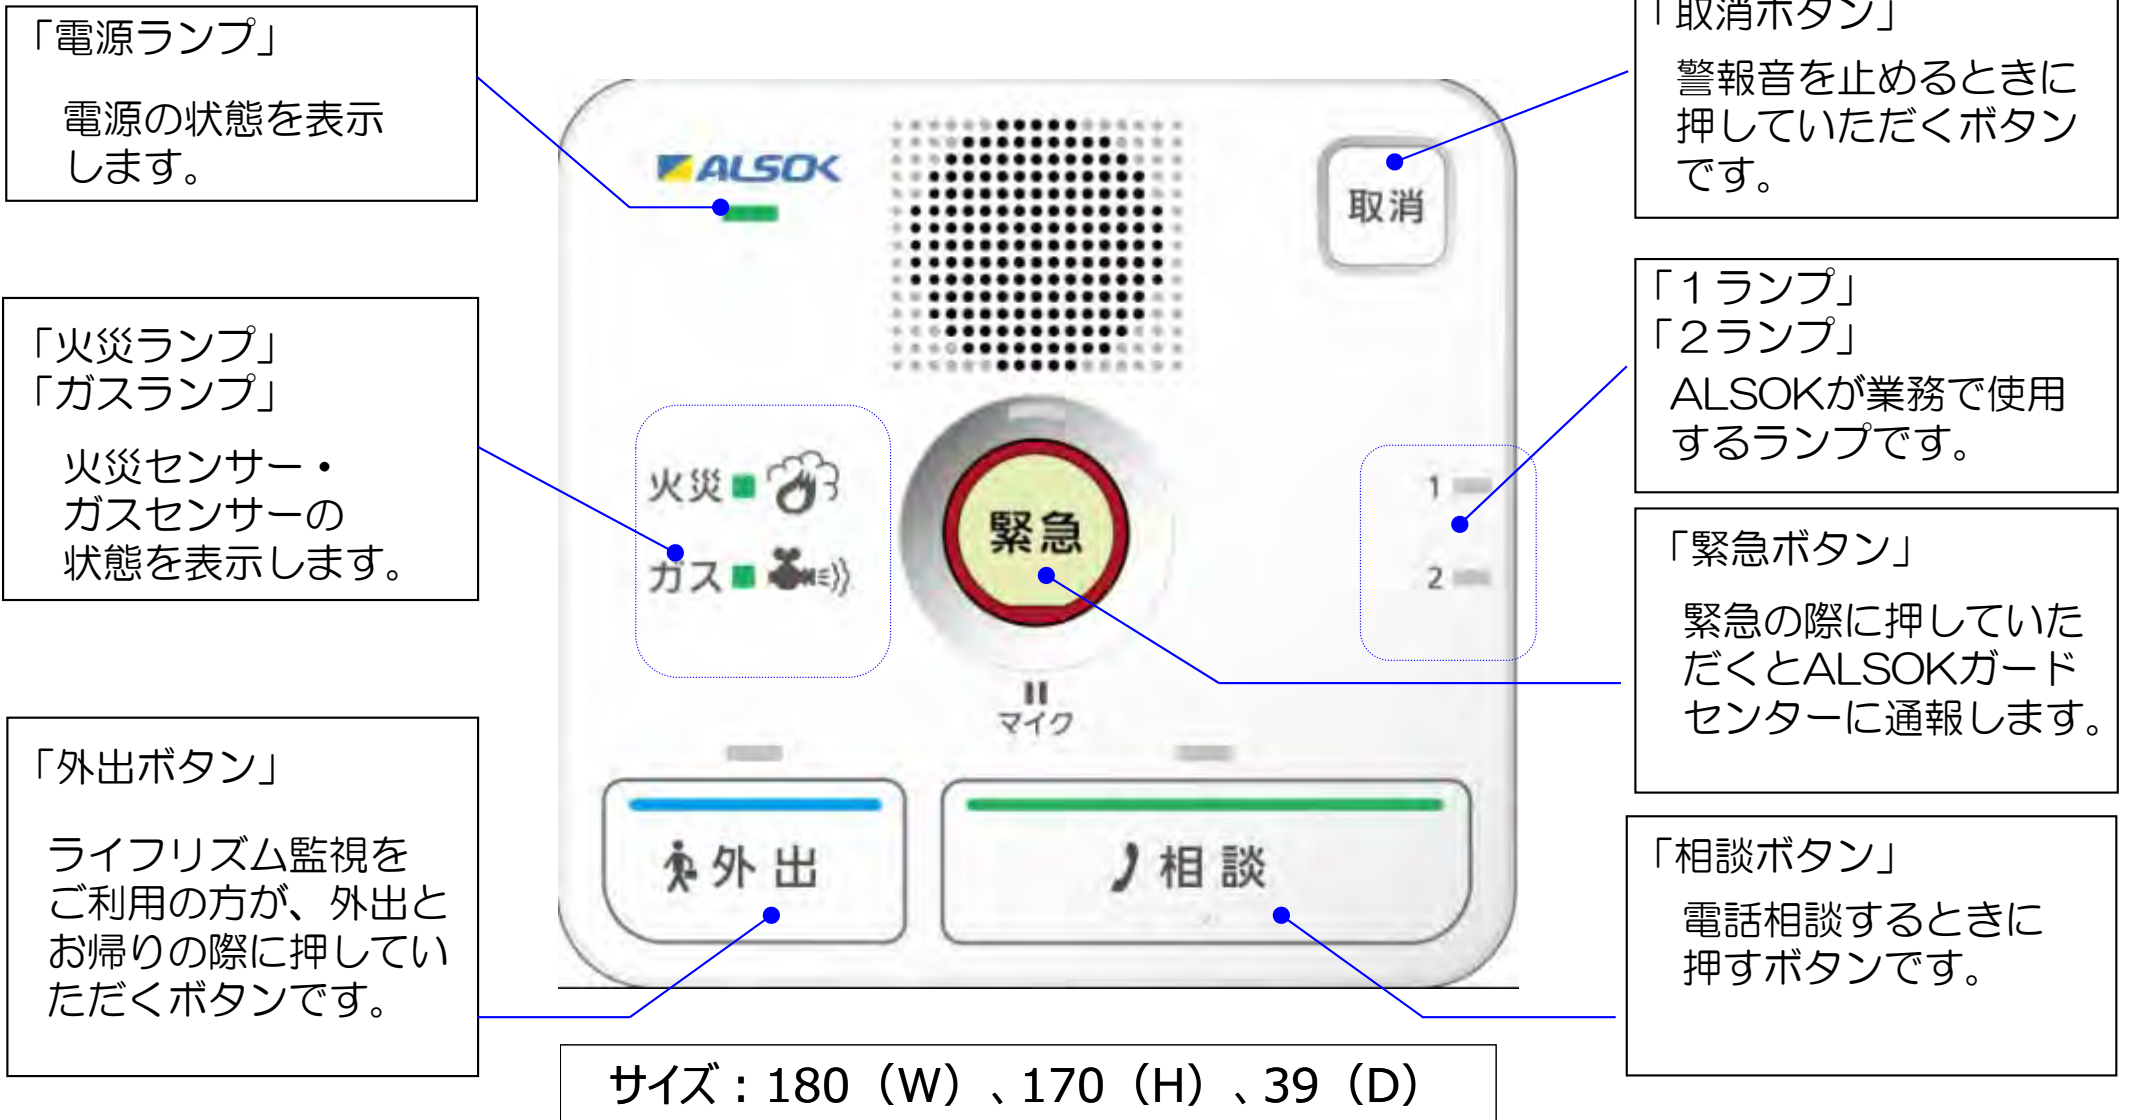 「電源ランプ」
電源の状態を表示
します。
「火災ランプ」
「ガスランプ」
火災センサー・
ガスセンサーの
状態を表示します。
「外出ボタン」
ライフリズム監視を
ご利用の方が、外出と
お帰りの際に押してい
ただくボタンです。
ALSOK
取消
火災
ガス
緊急
1
2
マイク
外出
相談
サイズ：180（W）、170（H）、39（D）
「取消ボタン」
警報音を止めるときに
押していただくボタン
です。
「１ランプ」
「２ランプ」
ALSOKが業務で使用
するランプです。
「緊急ボタン」
緊急の際に押していた
だくとALSOKガード
センターに通報します。
「相談ボタン」
電話相談するときに
押すボタンです。